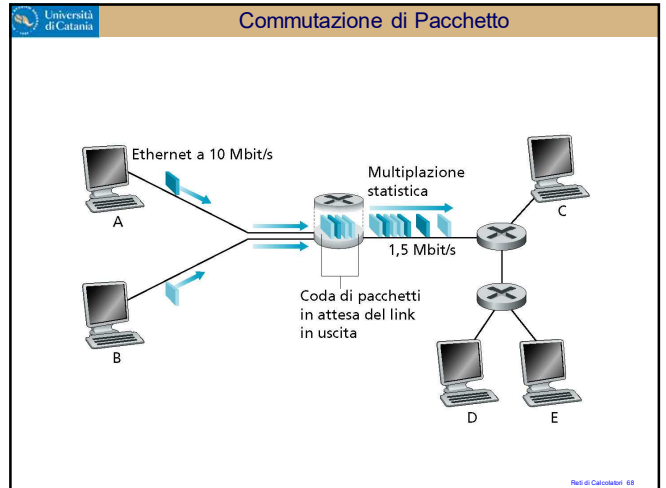 Università
di Catania
Commutazione di Pacchetto
Ethernet a 10 Mbit/s
A
Multiplazione
statistica
C
1,5 Mbit/s
Coda di pacchetti
in attesa del link
in uscita
B
D
E
Reti di Calcolatori 68